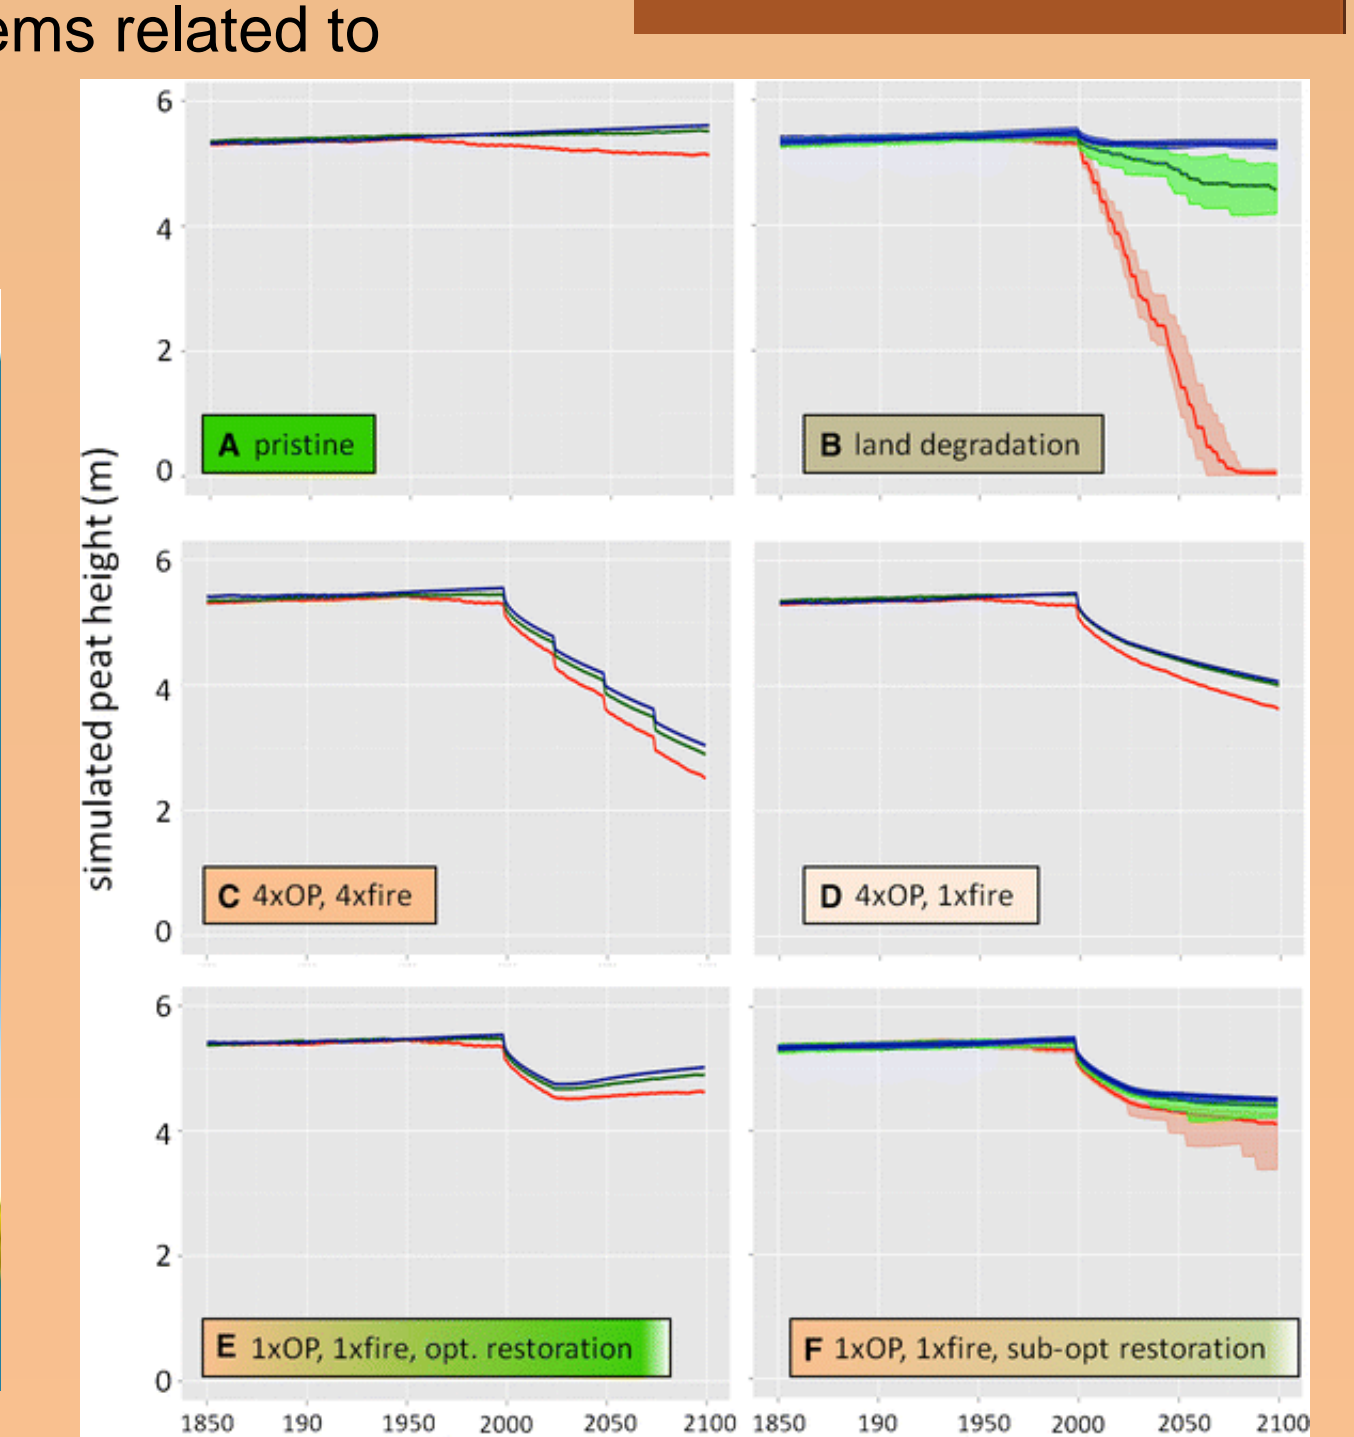 ems related to
simulated peat height (m)
6
4
2
0
A pristine
B land degradation
6
4
2
0
C 4xOP, 4xfire
D 4xOP, 1xfire
6
4
2
0
E 1xOP, 1xfire, opt. restoration
F 1xOP, 1xfire, sub-opt restoration
1850 190 1950 2000 2050 2100
1850 190 1950 2000 2050 2100